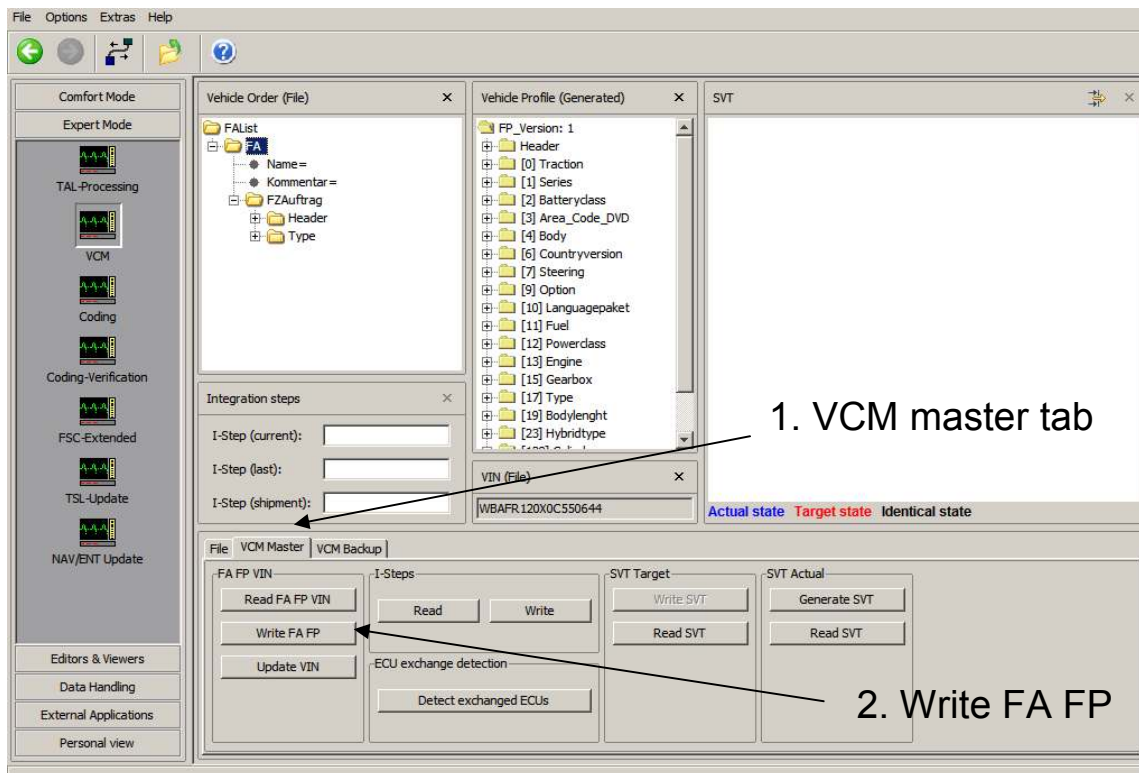 File Options Extras Help
Comfort Mode
Expert Mode
TAL-Processing
VCM
Coding
Coding-Verification
FSC-Extended
TSL-Update
NAV/ENT Update
Editors & Viewers
Data Handling
External Applications
Personal view
Vehicle Order (File)
FAList
FA
Name=
Kommentar=
FZAuftrag
Header
Type
Integration steps
I-Step (current):
I-Step (last):
I-Step (shipment):
Vehicle Profile (Generated)
FP_Version: 1
Header
[0] Traction
[1] Series
[2] Batteryclass
[3] Area_Code_DVD
[4] Body
[6] Countryversion
[7] Steering
[9] Option
[10] Languagepaket
[11] Fuel
[12] Powerclass
[13] Engine
[15] Gearbox
[17] Type
[19] Bodylenght
[23] Hybridtype
VIN (File)
WBAFR120X0C550644
SVT
Actual state Target state Identical state
1. VCM master tab
File VCM Master VCM Backup
FA FP VIN
Read FA FP VIN
Write FA FP
Update VIN
I-Steps
Read Write
ECU exchange detection
Detect exchanged ECUs
SVT Target
Write SVT
Read SVT
SVT Actual
Generate SVT
Read SVT
2. Write FA FP